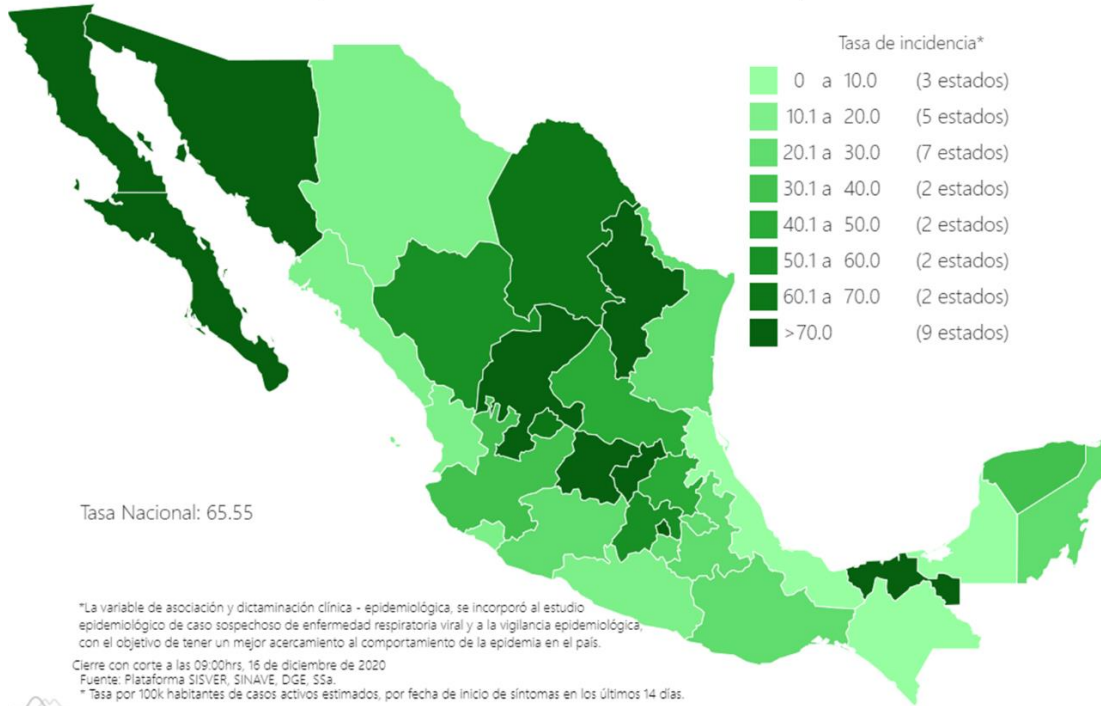 Tasa de incidencia*
0 a 10.0 (3 estados)
10.1 a 20.0 (5 estados)
20.1 a 30.0 (7 estados)
30.1 a 40.0 (2 estados)
40.1 a 50.0 (2 estados)
50.1 a 60.0 (2 estados)
60.1 a 70.0 (2 estados)
>70.0 (9 estados)
Tasa Nacional: 65.55
*La variable de asociación y dictaminación clínica - epidemiológica, se incorporó al estudio
epidemiológico de caso sospechoso de enfermedad respiratoria viral y a la vigilancia epidemiológica,
con el objetivo de tener un mejor acercamiento al comportamiento de la epidemia en el país.
Cierre con corte a las 09:00hrs, 16 de diciembre de 2020
Fuente: Plataforma SISVER, SINAVE, DGE, SSa.
* Tasa por 100k habitantes de casos activos estimados, por fecha de inicio de síntomas en los últimos 14 días.